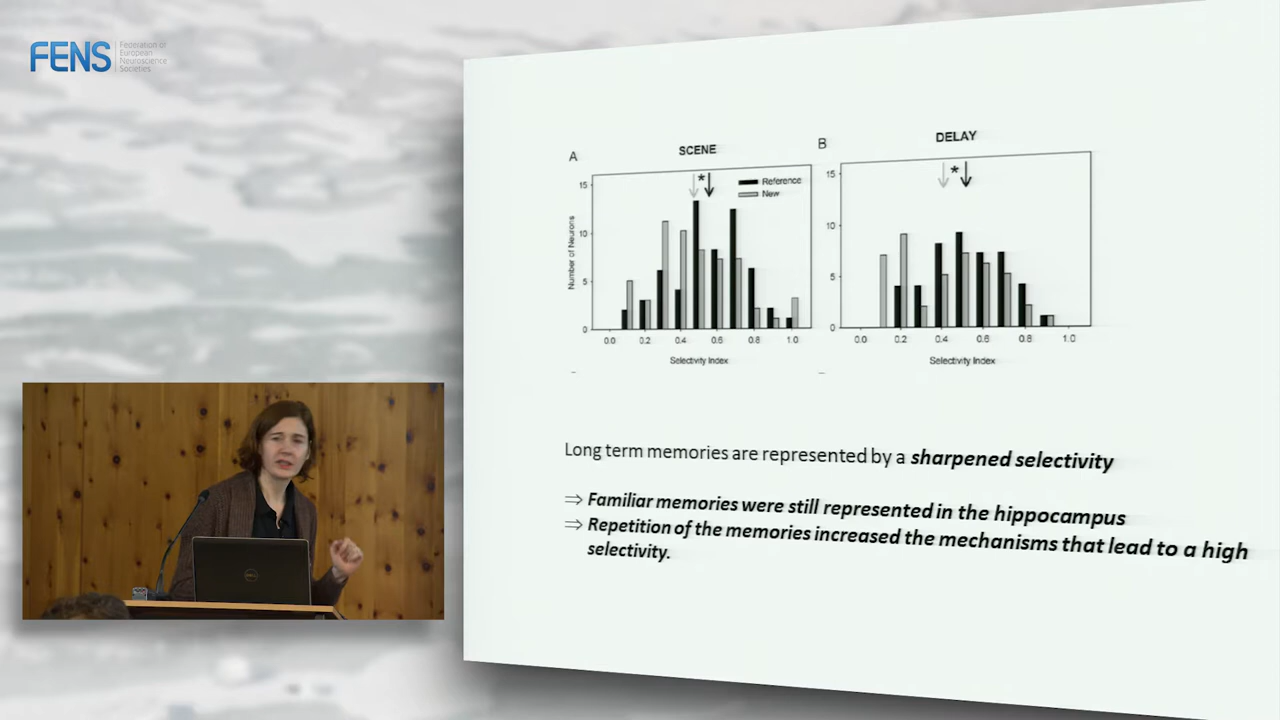 FENS
Federation of
European
Neuroscience
Societies
A
SCENE
Reference
New
Number of Neurons
15
10
5
0
0.0 0.2 0.4 0.6 0.8 1.0
Selectivity Index
B
DELAY
15
10
5
0
0.0 0.2 0.4 0.6 0.8 1.0
Selectivity Index
Long term memories are represented by a sharpened selectivity
⇒ Familiar memories were still represented in the hippocampus
⇒ Repetition of the memories increased the mechanisms that lead to a high
selectivity.